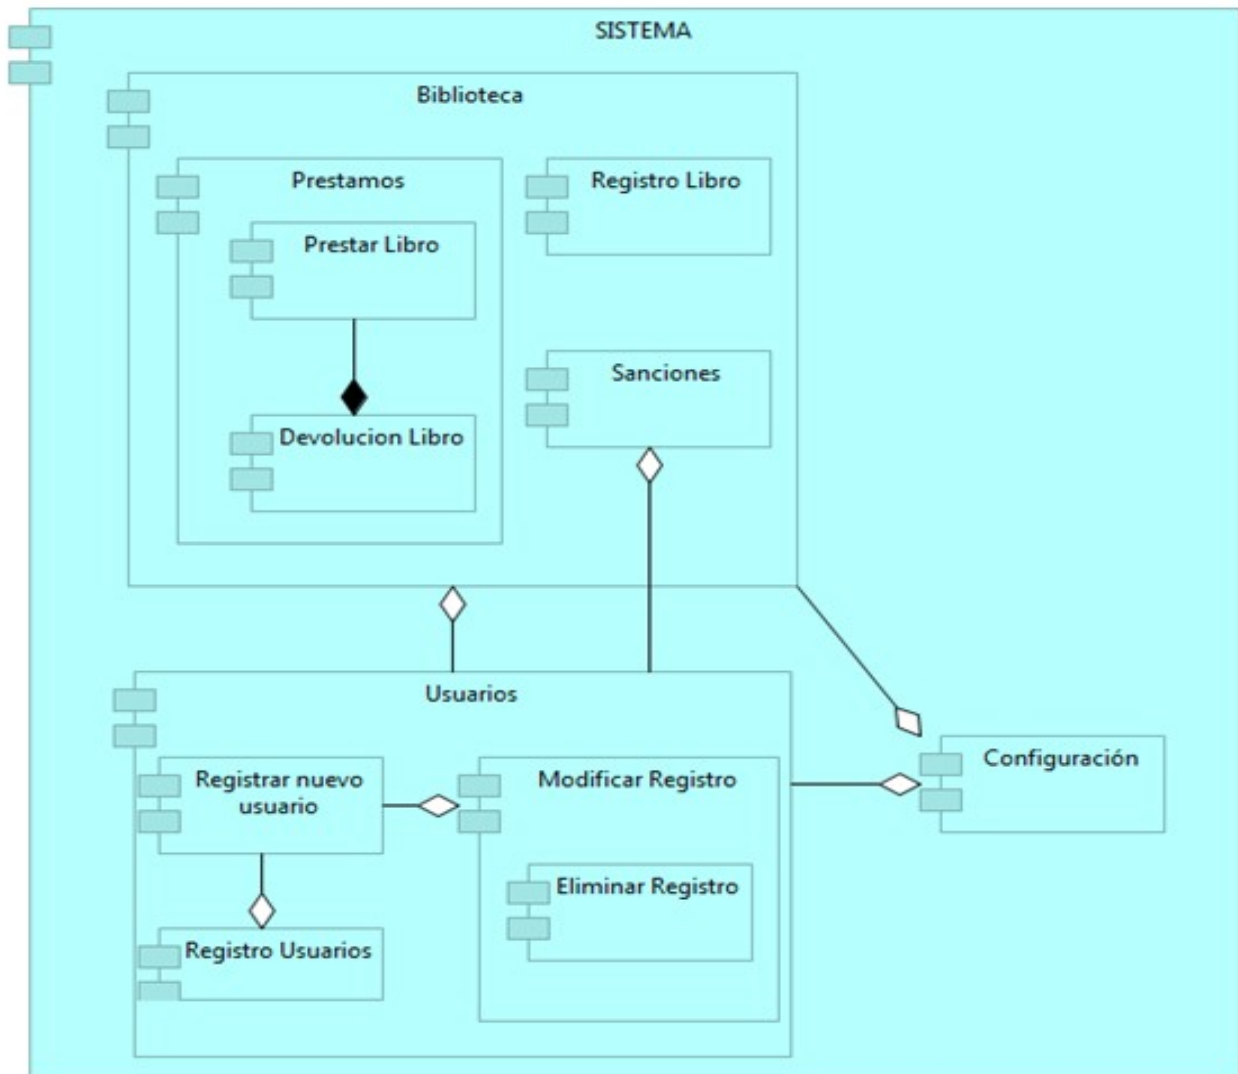 SISTEMA
Biblioteca
Prestamos
Registro Libro
Prestar Libro
Sanciones
Devolucion Libro
Usuarios
Registrar nuevo
usuario
Modificar Registro
Configuración
Eliminar Registro
Registro Usuarios